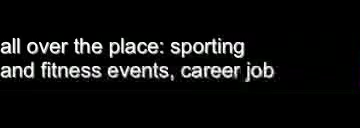 all over the place: sporting
and fitness events, career job